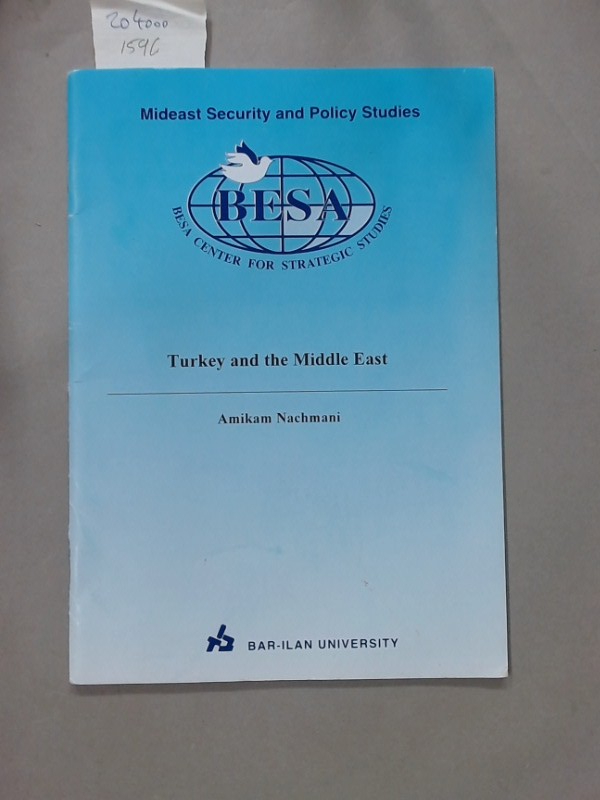 204000
159C
Mideast Security and Policy Studies
BESA
BESA CENTER FOR STRATEGIC STUDIES
Turkey and the Middle East
Amikam Nachmani
BAR-ILAN UNIVERSITY